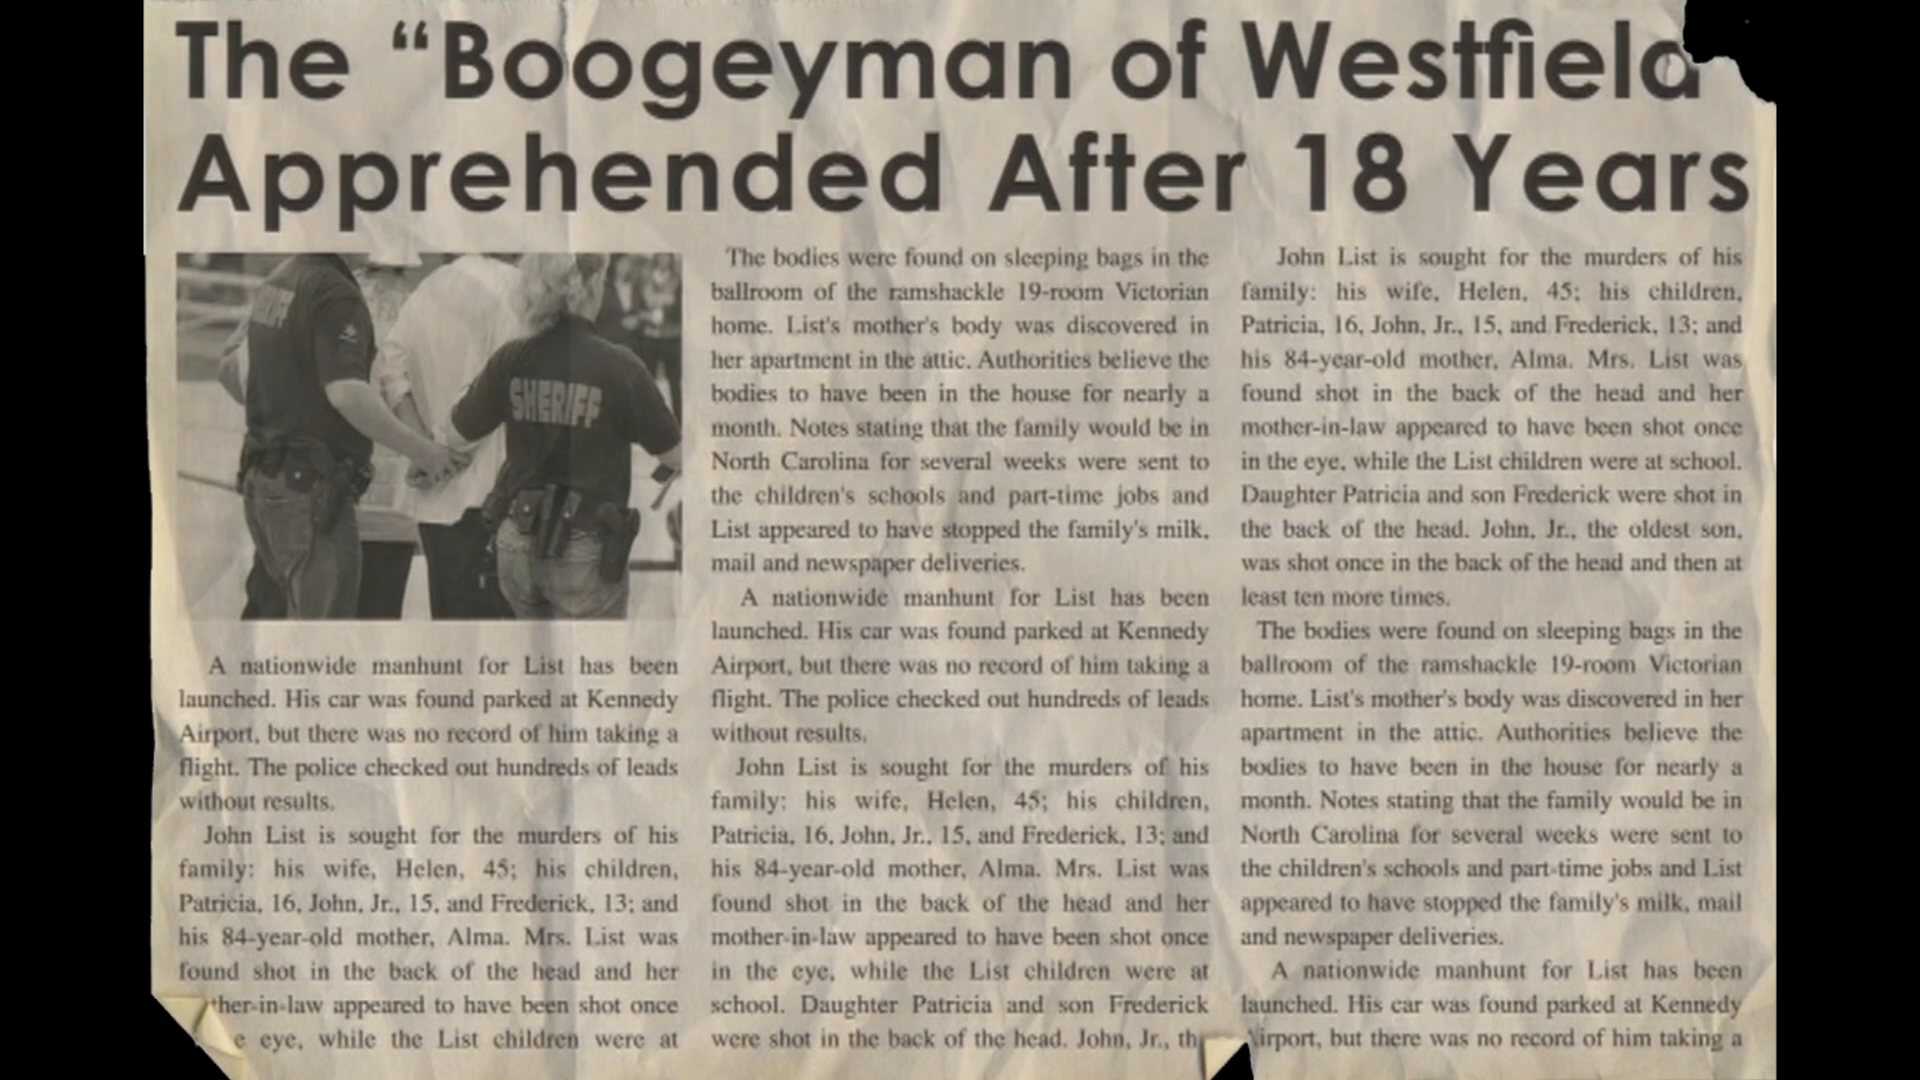 The “Boogeyman of Westfield
Apprehended After 18 Years
SHERIFF
A nationwide manhunt for List has been
launched. His car was found parked at Kennedy
Airport, but there was no record of him taking a
flight. The police checked out hundreds of leads
without results.
John List is sought for the murders of his
family: his wife, Helen, 45; his children,
Patricia, 16, John, Jr., 15, and Frederick, 13; and
his 84-year-old mother, Alma. Mrs. List was
found shot in the back of the head and her
ther-in-law appeared to have been shot once
e eye, while the List children were at
The bodies were found on sleeping bags in the
ballroom of the ramshackle 19-room Victorian
home. List's mother's body was discovered in
her apartment in the attic. Authorities believe the
bodies to have been in the house for nearly a
month. Notes stating that the family would be in
North Carolina for several weeks were sent to
the children's schools and part-time jobs and
List appeared to have stopped the family's milk,
mail and newspaper deliveries.
A nationwide manhunt for List has been
launched. His car was found parked at Kennedy
Airport, but there was no record of him taking a
flight. The police checked out hundreds of leads
without results.
John List is sought for the murders of his
family: his wife, Helen, 45; his children,
Patricia, 16, John, Jr., 15, and Frederick, 13; and
his 84-year-old mother, Alma. Mrs. List was
found shot in the back of the head and her
mother-in-law appeared to have been shot once
in the eye, while the List children were at
school. Daughter Patricia and son Frederick
were shot in the back of the head. John, Jr., th
John List is sought for the murders of his
family: his wife, Helen, 45; his children,
Patricia, 16, John, Jr., 15, and Frederick, 13; and
his 84-year-old mother, Alma. Mrs. List was
found shot in the back of the head and her
mother-in-law appeared to have been shot once
in the eye, while the List children were at school.
Daughter Patricia and son Frederick were shot in
the back of the head. John, Jr., the oldest son,
was shot once in the back of the head and then at
least ten more times.
The bodies were found on sleeping bags in the
ballroom of the ramshackle 19-room Victorian
home. List's mother's body was discovered in her
apartment in the attic. Authorities believe the
bodies to have been in the house for nearly a
month. Notes stating that the family would be in
North Carolina for several weeks were sent to
the children's schools and part-time jobs and List
appeared to have stopped the family's milk, mail
and newspaper deliveries.
A nationwide manhunt for List has been
launched. His car was found parked at Kennedy
irport, but there was no record of him taking a